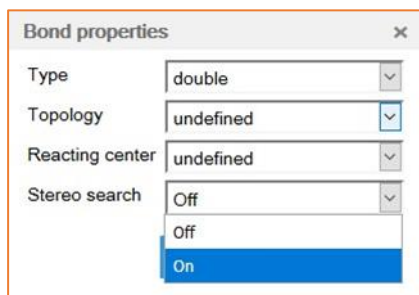 Bond properties ×
Type double
Topology undefined
Reacting center undefined
Stereo search Off
Off
On